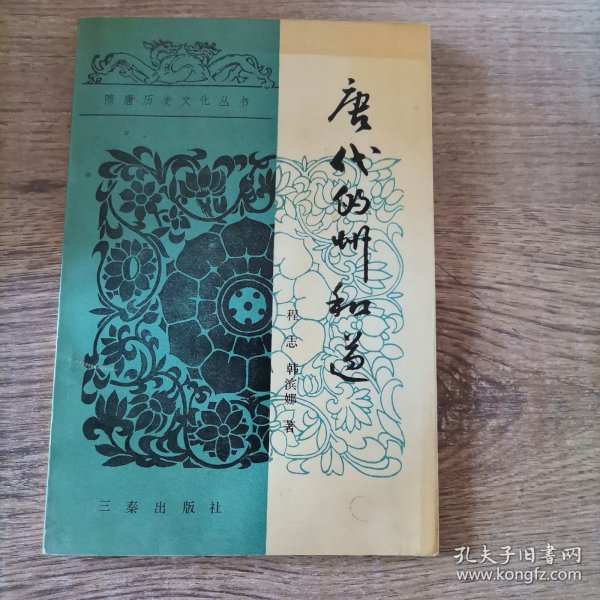 隋唐历史文化丛书
唐代的州和道
程志 韩滨娜 著
三秦出版社
孔夫子旧书网
www.kongfz.com